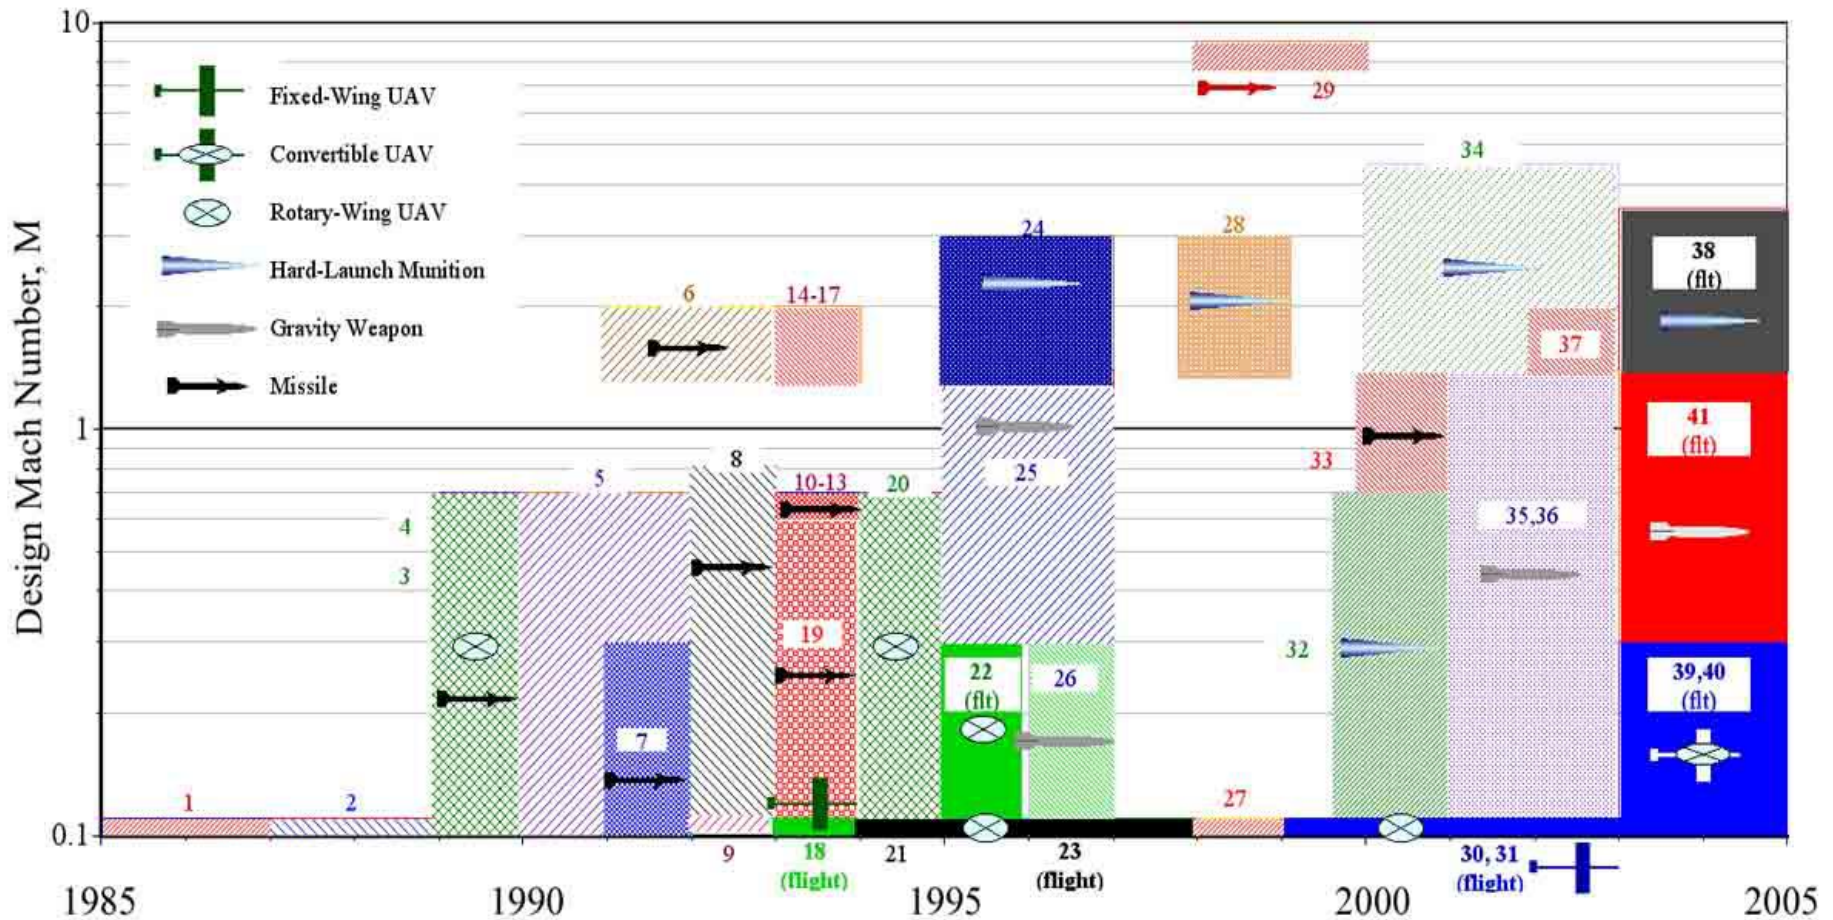 10
29
Fixed-Wing UAV
Convertible UAV
34
Rotary-Wing UAV
24
28
38
(flt)
Hard-Launch Munition
6
14-17
Gravity Weapon
37
Missile
Design Mach Number, M
1
41
(flt)
8
33
5
10-13
20
25
4
35,36
3
19
32
22
(flt)
26
39,40
(flt)
7
1
2
27
0.1
9
18
(flight)
21
23
(flight)
30, 31
(flight)
1985
1990
1995
2000
2005